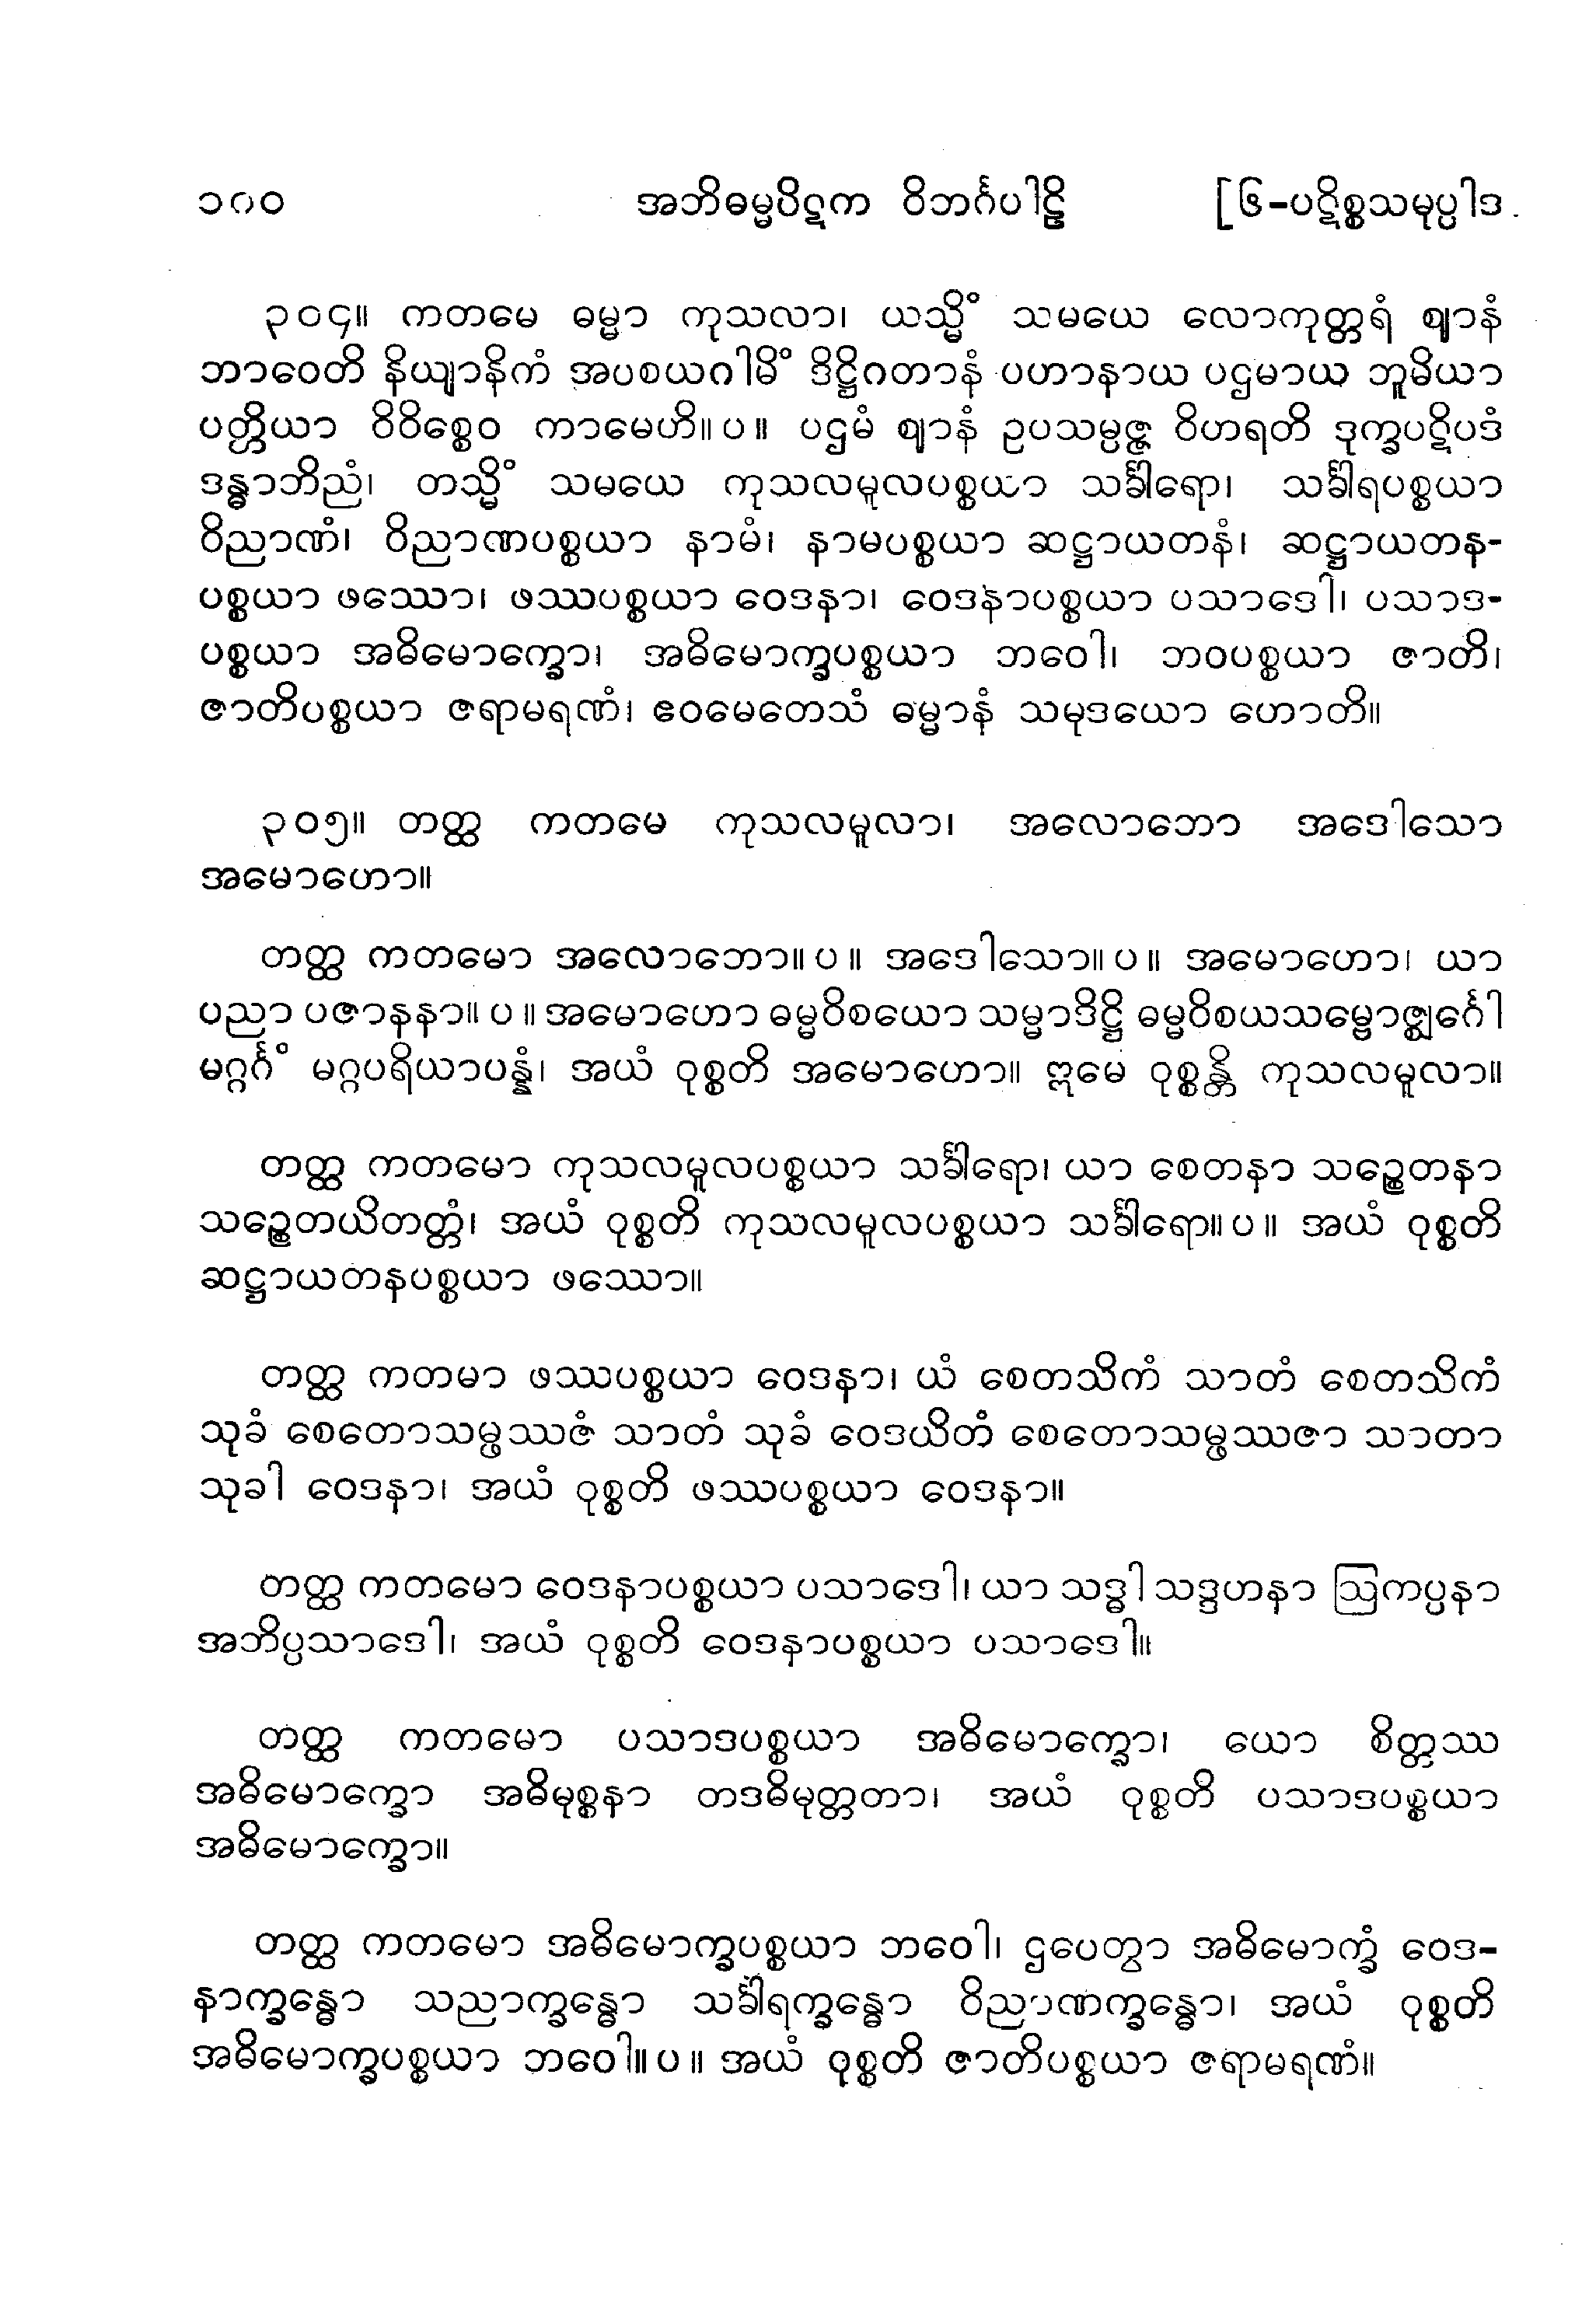 ၁၈၀ အဘိဓမ္မပိဋက ဝိဘင်္ဂပါဠိ [၆-ပဋိစ္စသမုပ္ပါဒ
၃၀၄။ ကတမေ ဓမ္မာ ကုသလာ၊ ယသ္မိံ သမယေ လောကုတ္တရံ ဈာနံ
ဘာဝေတိ နိယျာနိကံ အပစယဂါမိံ ဒိဋ္ဌိဂတာနံ ပဟာနာယ ပဌမာယ ဘူမိယာ
ပတ္တိယာ ဝိဝိစ္စေဝ ကာမေဟိ။ ပ ။ ပဌမံ ဈာနံ ဥပသမ္ပဇ္ဇ ဝိဟရတိ ဒုက္ခပဋိပဒံ
ဒန္ဓာဘိညံ၊ တသ္မိံ သမယေ ကုသလမူလပစ္စယာ သင်္ခါရော၊ သင်္ခါရပစ္စယာ
ဝိညာဏံ၊ ဝိညာဏပစ္စယာ နာမံ၊ နာမပစ္စယာ ဆဋ္ဌာယတနံ၊ ဆဋ္ဌာယတန-
ပစ္စယာ ဖဿော၊ ဖဿပစ္စယာ ဝေဒနာ၊ ဝေဒနာပစ္စယာ ပသာဒေါ၊ ပသာဒ-
ပစ္စယာ အဓိမောက္ခော၊ အဓိမောက္ခပစ္စယာ ဘဝေါ၊ ဘဝပစ္စယာ ဇာတိ၊
ဇာတိပစ္စယာ ဇရာမရဏံ၊ ဧဝမေတေသံ ဓမ္မာနံ သမုဒယော ဟောတိ။
၃၀၅။ တတ္ထ ကတမေ ကုသလမူလာ၊ အလောဘော အဒေါသော
အမောဟော။
တတ္ထ ကတမော အလောဘော။ ပ ။ အဒေါသော။ ပ ။ အမောဟော၊ ယာ
ပညာ ပဇာနနာ။ ပ ။ အမောဟော ဓမ္မဝိစယော သမ္မာဒိဋ္ဌိ ဓမ္မဝိစယသမ္ဗောဇ္ဈင်္ဂေါ
မဂ္ဂင်္ဂံ မဂ္ဂပရိယာပန္နံ၊ အယံ ဝုစ္စတိ အမောဟော။ ဣမေ ဝုစ္စန္တိ ကုသလမူလာ။
တတ္ထ ကတမော ကုသလမူလပစ္စယာ သင်္ခါရော၊ ယာ စေတနာ သဉ္စေတနာ
သဉ္စေတယိတတ္တံ၊ အယံ ဝုစ္စတိ ကုသလမူလပစ္စယာ သင်္ခါရော။ ပ ။ အယံ ဝုစ္စတိ
ဆဋ္ဌာယတနပစ္စယာ ဖဿော။
တတ္ထ ကတမာ ဖဿပစ္စယာ ဝေဒနာ၊ ယံ စေတသိကံ သာတံ စေတသိကံ
သုခံ စေတောသမ္ဖဿဇံ သာတံ သုခံ ဝေဒယိတံ စေတောသမ္ဖဿဇာ သာတာ
သုခါ ဝေဒနာ၊ အယံ ဝုစ္စတိ ဖဿပစ္စယာ ဝေဒနာ။
တတ္ထ ကတမော ဝေဒနာပစ္စယာ ပသာဒေါ၊ ယာ သဒ္ဓါ သဒ္ဒဟနာ ဩကပ္ပနာ
အဘိပ္ပသာဒေါ၊ အယံ ဝုစ္စတိ ဝေဒနာပစ္စယာ ပသာဒေါ။
တတ္ထ ကတမော ပသာဒပစ္စယာ အဓိမောက္ခော၊ ယော စိတ္တဿ
အဓိမောက္ခော အဓိမုစ္စနာ တဒဓိမုတ္တတာ၊ အယံ ဝုစ္စတိ ပသာဒပစ္စယာ
အဓိမောက္ခော။
တတ္ထ ကတမော အဓိမောက္ခပစ္စယာ ဘဝေါ၊ ဌပေတွာ အဓိမောက္ခံ ဝေဒ-
နာက္ခန္ဓော သညာက္ခန္ဓော သင်္ခါရက္ခန္ဓော ဝိညာဏက္ခန္ဓော၊ အယံ ဝုစ္စတိ
အဓိမောက္ခပစ္စယာ ဘဝေါ။ ပ ။ အယံ ဝုစ္စတိ ဇာတိပစ္စယာ ဇရာမရဏံ။